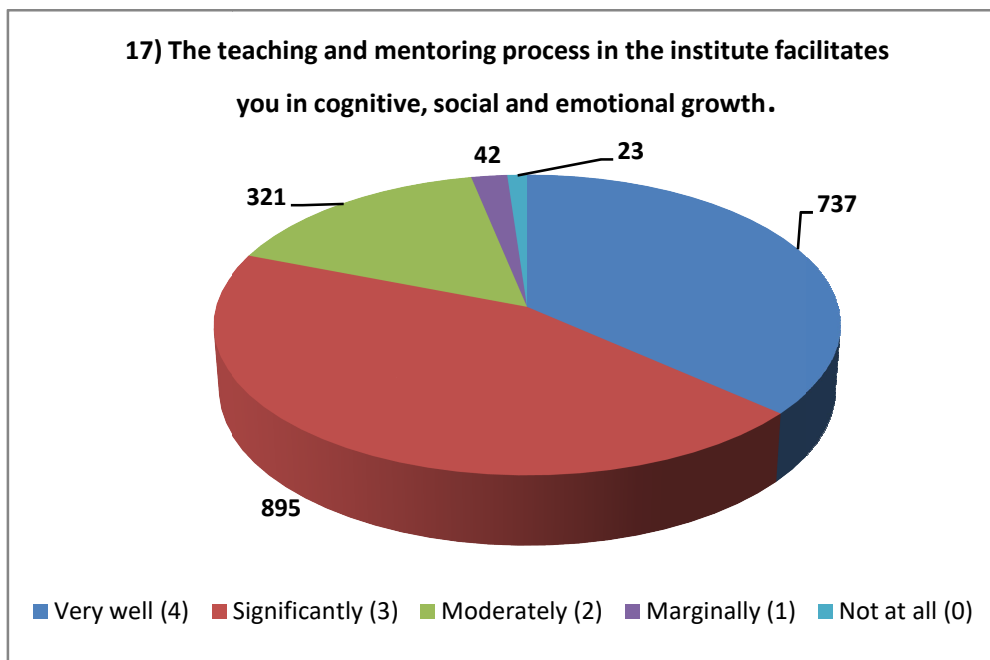 17) The teaching and mentoring process in the institute facilitates
you in cognitive, social and emotional growth.
42
23
321
737
895
Very well (4) Significantly (3) Moderately (2) Marginally (1) Not at all (0)